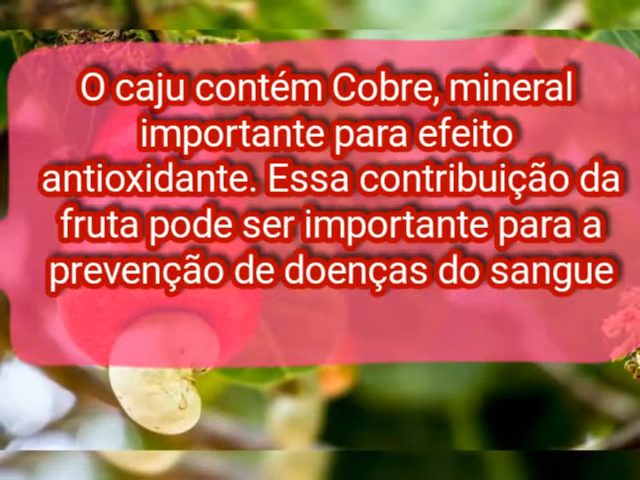 O caju contém Cobre, mineral
importante para efeito
antioxidante. Essa contribuição da
fruta pode ser importante para a
prevenção de doenças do sangue